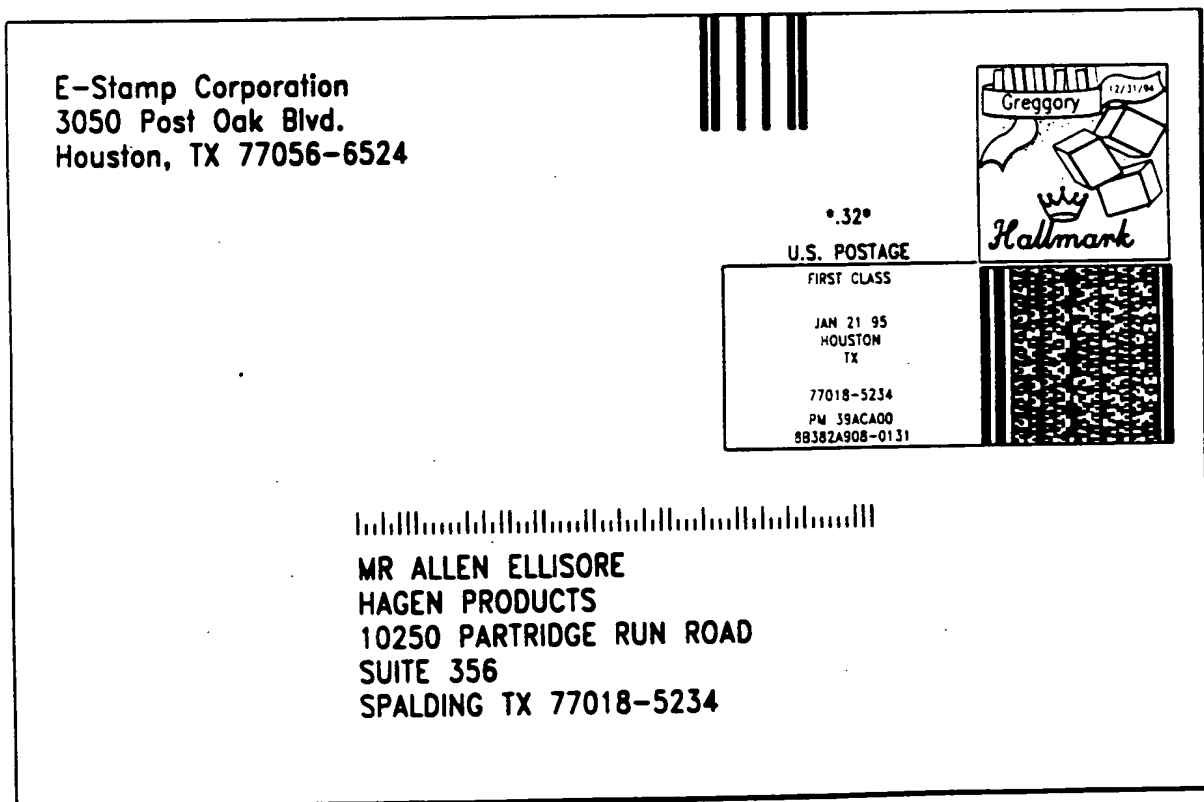 E-Stamp Corporation
3050 Post Oak Blvd.
Houston, TX 77056-6524
Greggory
12/31/94
Hallmark
*.32*
U.S. POSTAGE
FIRST CLASS
JAN 21 95
HOUSTON
TX
77018-5234
PM 39ACA00
8B382A908-0131
MR ALLEN ELLISORE
HAGEN PRODUCTS
10250 PARTRIDGE RUN ROAD
SUITE 356
SPALDING TX 77018-5234